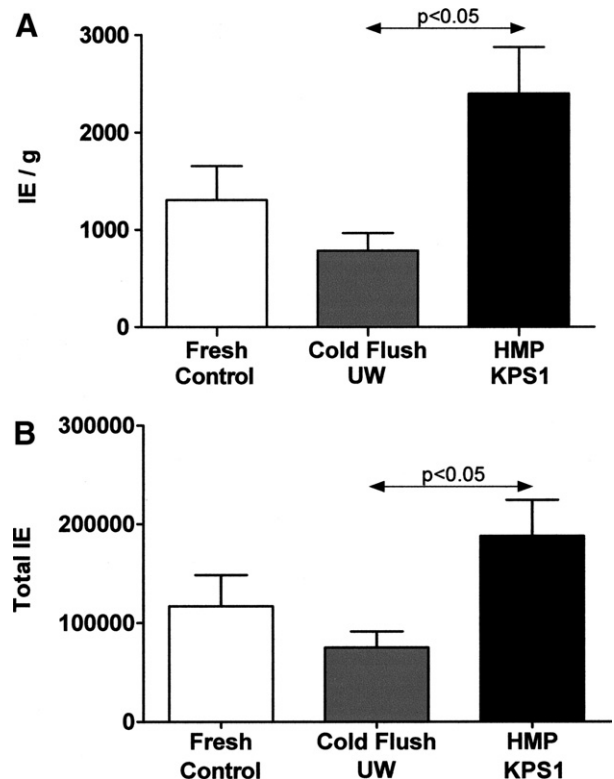 A
p<0.05
3000
2000
1000
0
IE / g
Fresh Control
Cold Flush UW
HMP KPS1
B
p<0.05
300000
200000
100000
0
Total IE
Fresh Control
Cold Flush UW
HMP KPS1